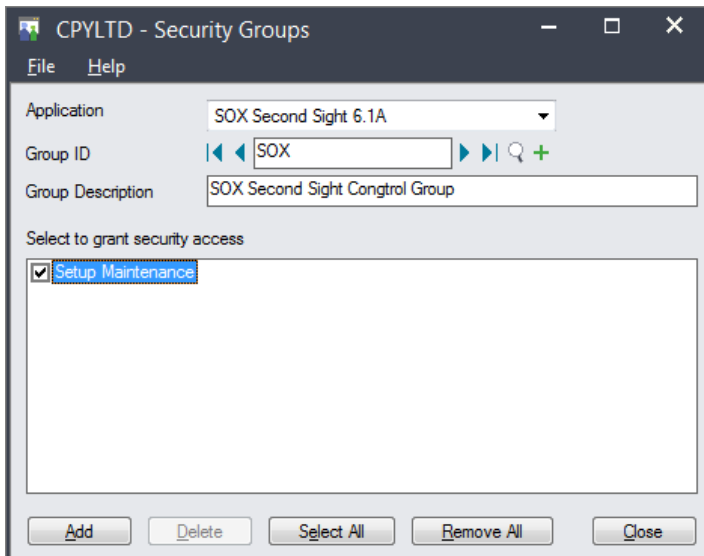 CPYLTD - Security Groups
File Help
Application SOX Second Sight 6.1A
Group ID SOX
Group Description SOX Second Sight Congtrol Group
Select to grant security access
Setup Maintenance
Add Delete Select All Remove All Close